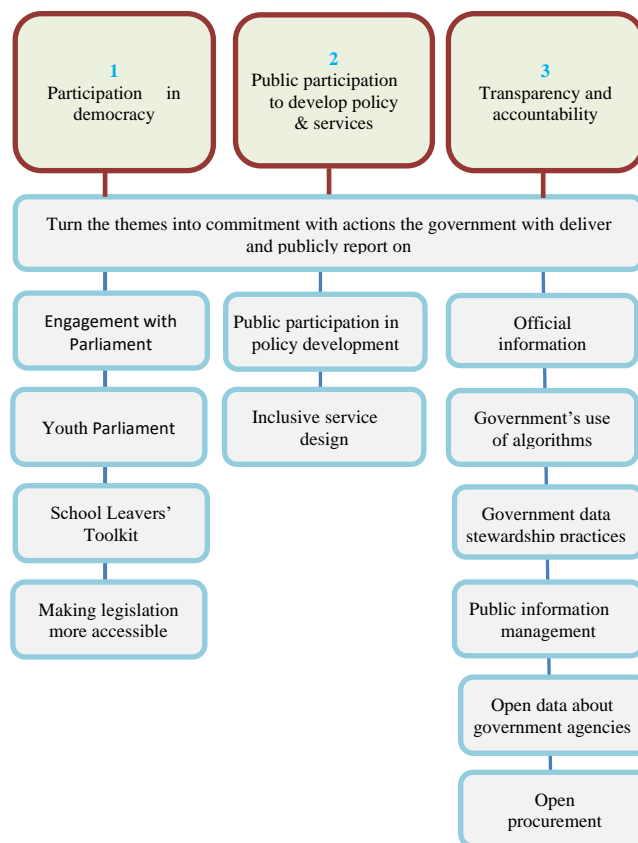 1
Participation in
democracy
2
Public participation
to develop policy
& services
3
Transparency and
accountability
Turn the themes into commitment with actions the government with deliver
and publicly report on
Engagement with
Parliament
Youth Parliament
School Leavers'
Toolkit
Making legislation
more accessible
Public participation in
policy development
Inclusive service
design
Official
information
Government's use
of algorithms
Government data
stewardship practices
Public information
management
Open data about
government agencies
Open
procurement